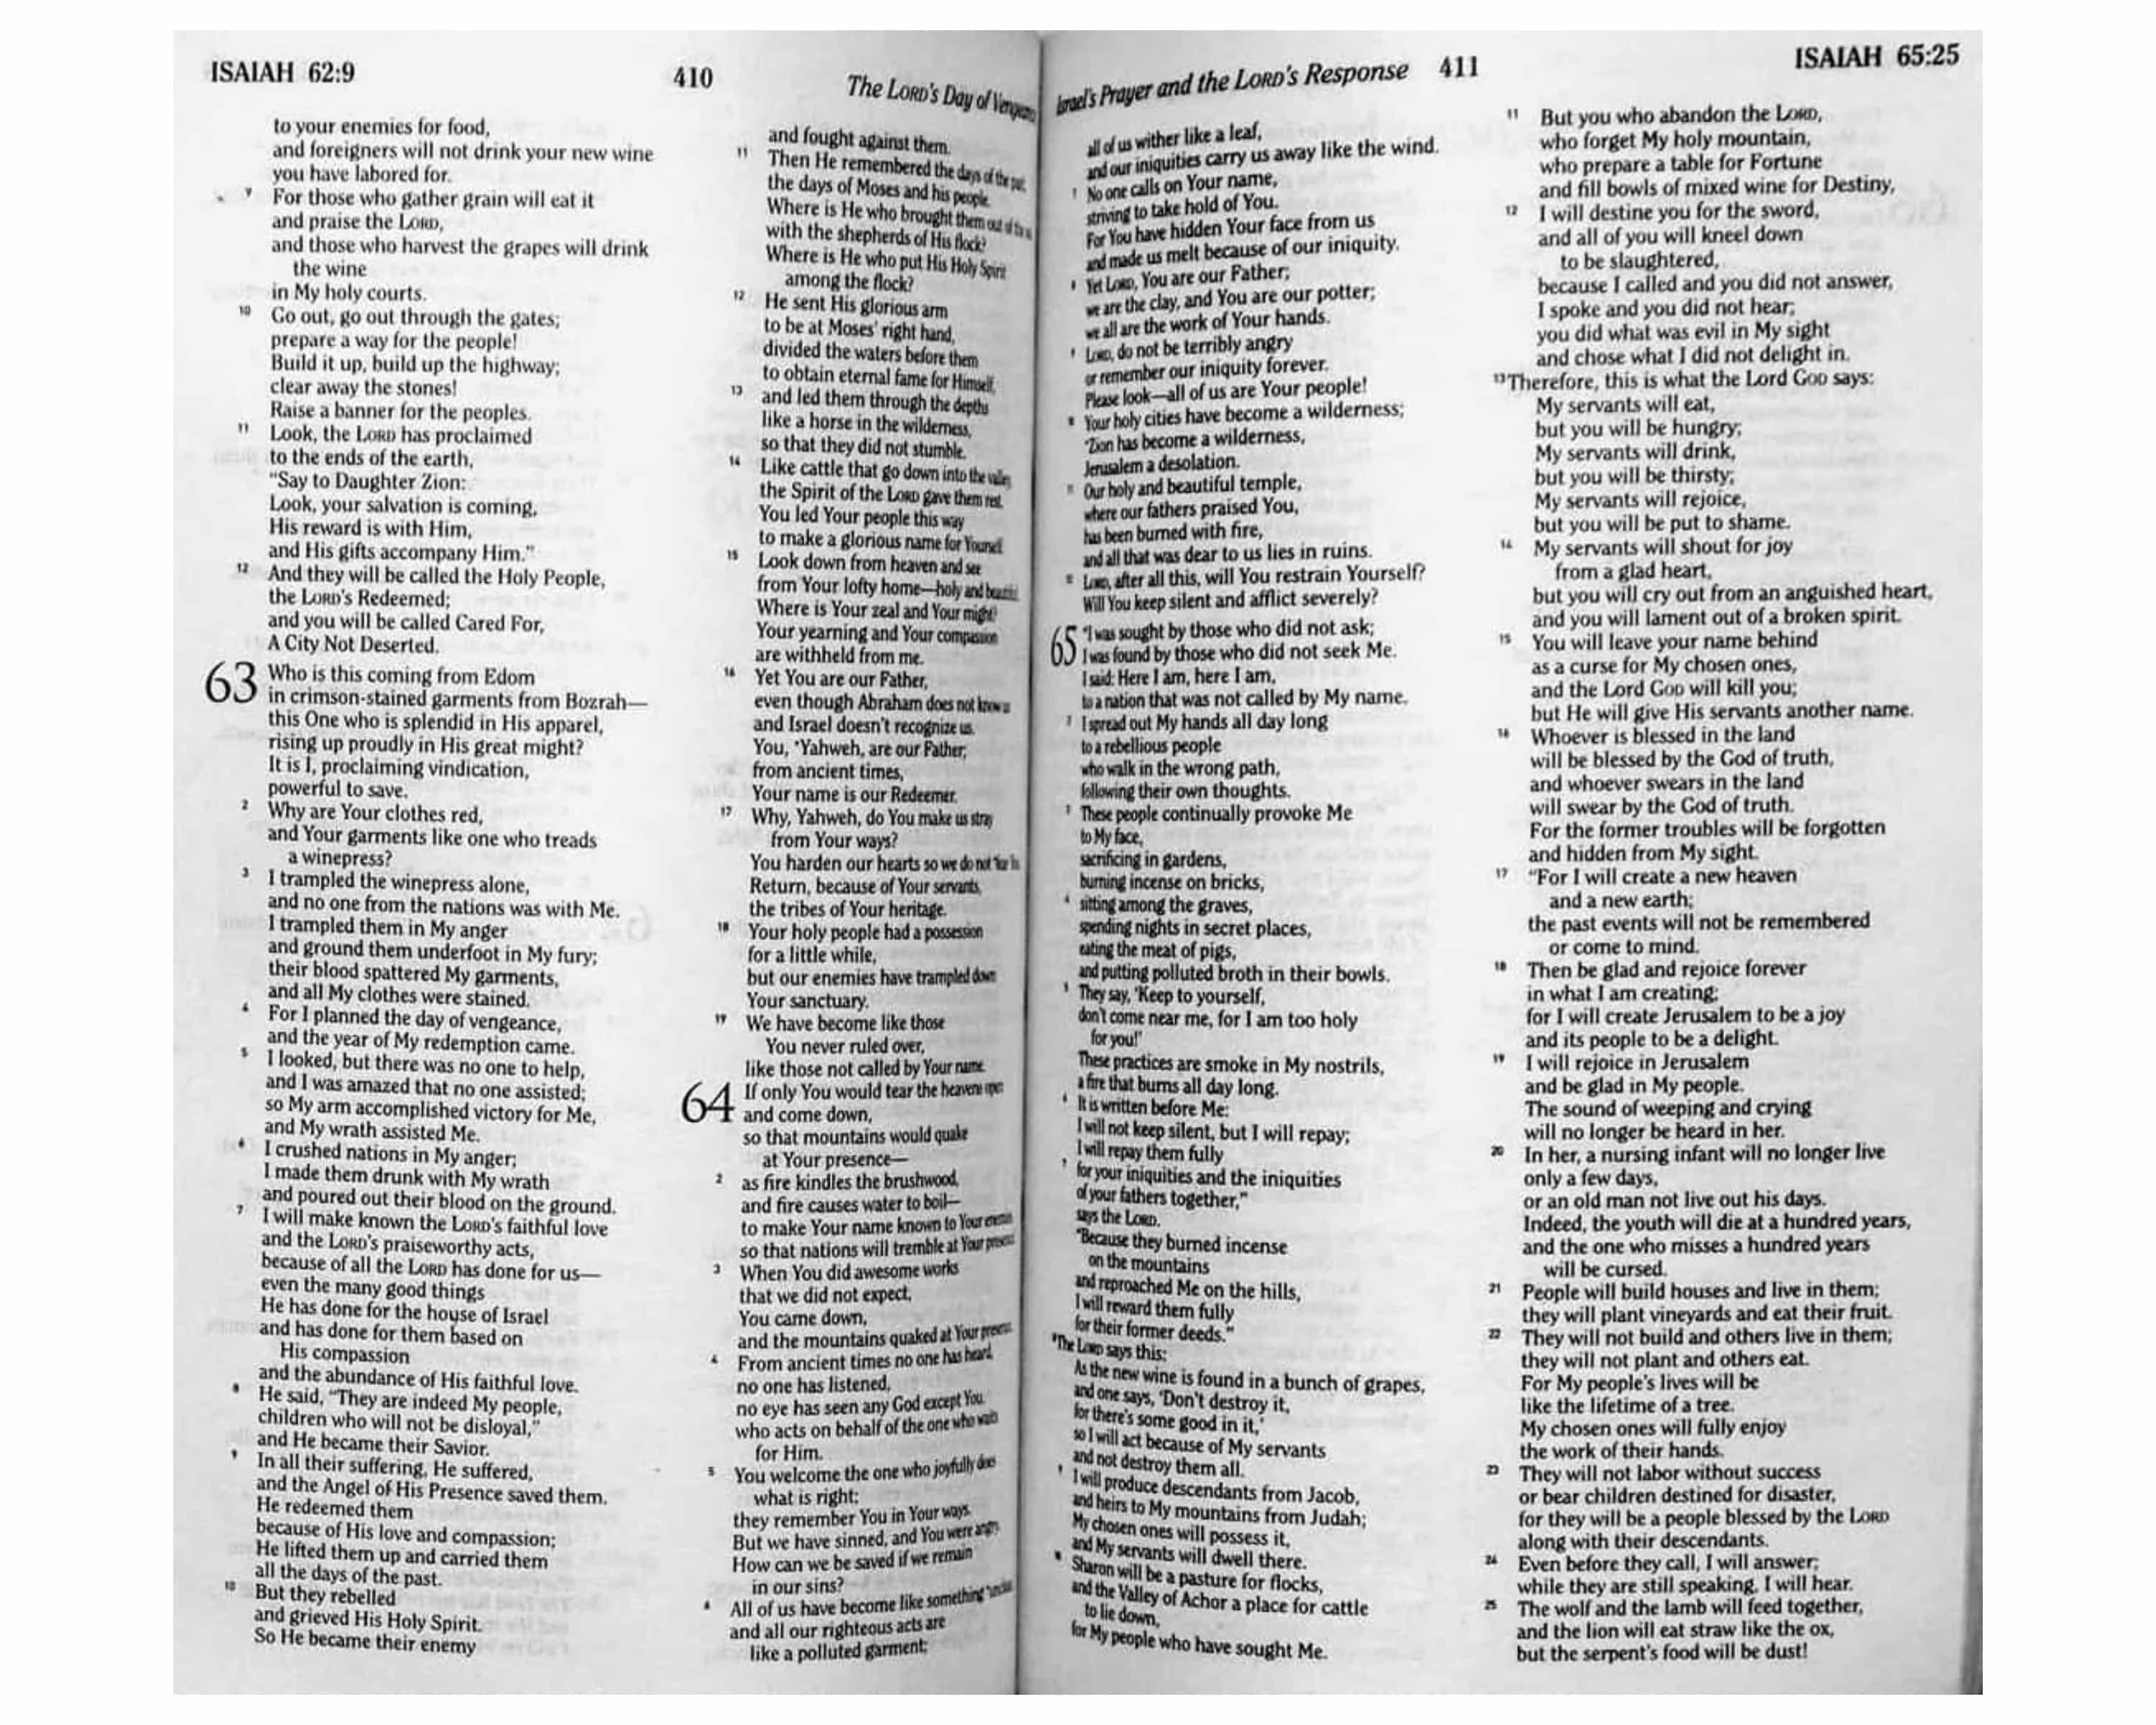 ISAIAH 62:9
410
The LORD's Day of Vengeance
to your enemies for food,
and foreigners will not drink your new wine
you have labored for.
9 For those who gather grain will eat it
and praise the LORD,
and those who harvest the grapes will drink
the wine
in My holy courts.
10 Go out, go out through the gates;
prepare a way for the people!
Build it up, build up the highway;
clear away the stones!
Raise a banner for the peoples.
11 Look, the LORD has proclaimed
to the ends of the earth,
"Say to Daughter Zion:
Look, your salvation is coming,
His reward is with Him,
and His gifts accompany Him."
12 And they will be called the Holy People,
the LORD's Redeemed;
and you will be called Cared For,
A City Not Deserted.
63 Who is this coming from Edom
in crimson-stained garments from Bozrah—
this One who is splendid in His apparel,
rising up proudly in His great might?
It is I, proclaiming vindication,
powerful to save.
2 Why are Your clothes red,
and Your garments like one who treads
a winepress?
3 I trampled the winepress alone,
and no one from the nations was with Me.
I trampled them in My anger
and ground them underfoot in My fury;
their blood spattered My garments,
and all My clothes were stained.
4 For I planned the day of vengeance,
and the year of My redemption came.
5 I looked, but there was no one to help,
and I was amazed that no one assisted;
so My arm accomplished victory for Me,
and My wrath assisted Me.
6 I crushed nations in My anger;
I made them drunk with My wrath
and poured out their blood on the ground.
7 I will make known the LORD's faithful love
and the LORD's praiseworthy acts,
because of all the LORD has done for us—
even the many good things
He has done for the house of Israel
and has done for them based on
His compassion
and the abundance of His faithful love.
8 He said, "They are indeed My people,
children who will not be disloyal,"
and He became their Savior.
9 In all their suffering, He suffered,
and the Angel of His Presence saved them.
He redeemed them
because of His love and compassion;
He lifted them up and carried them
all the days of the past.
10 But they rebelled
and grieved His Holy Spirit.
So He became their enemy
and fought against them.
11 Then He remembered the days of the past,
the days of Moses and his people.
Where is He who brought them out of the
with the shepherds of His flock?
Where is He who put His Holy Spirit
among the flock?
12 He sent His glorious arm
to be at Moses' right hand,
divided the waters before them
to obtain eternal fame for Himself,
13 and led them through the depths
like a horse in the wilderness,
so that they did not stumble.
14 Like cattle that go down into the valley,
the Spirit of the LORD gave them rest.
You led Your people this way
to make a glorious name for Yourself.
15 Look down from heaven and see
from Your lofty home—holy and beautiful.
Where is Your zeal and Your might?
Your yearning and Your compassion
are withheld from me.
16 Yet You are our Father,
even though Abraham does not know us
and Israel doesn't recognize us.
You, *Yahweh, are our Father;
from ancient times,
Your name is our Redeemer.
17 Why, Yahweh, do You make us stray
from Your ways?
You harden our hearts so we do not
Return, because of Your servants,
the tribes of Your heritage.
18 Your holy people had a possession
for a little while,
but our enemies have trampled down
Your sanctuary.
19 We have become like those
You never ruled over,
like those not called by Your name.
64 If only You would tear the heavens open
and come down,
so that mountains would quake
at Your presence—
2 as fire kindles the brushwood,
and fire causes water to boil—
to make Your name known to Your enemies
so that nations will tremble at Your presence.
3 When You did awesome works
that we did not expect,
You came down,
and the mountains quaked at Your presence.
4 From ancient times no one has heard,
no one has listened,
no eye has seen any God except You,
who acts on behalf of the one who waits
for Him.
5 You welcome the one who joyfully does
what is right;
they remember You in Your ways.
But we have sinned, and You were angry.
How can we be saved if we remain
in our sins?
6 All of us have become like something *unclean
and all our righteous acts are
like a polluted garment;
Israel's Prayer and the LORD's Response
411
ISAIAH 65:25
all of us wither like a leaf,
and our iniquities carry us away like the wind.
7 No one calls on Your name,
striving to take hold of You.
For You have hidden Your face from us
and made us melt because of our iniquity.
8 Yet LORD, You are our Father;
we are the clay, and You are our potter;
we all are the work of Your hands.
9 LORD, do not be terribly angry
or remember our iniquity forever.
Please look—all of us are Your people!
10 Your holy cities have become a wilderness;
*Zion has become a wilderness,
Jerusalem a desolation.
11 Our holy and beautiful temple,
where our fathers praised You,
has been burned with fire,
and all that was dear to us lies in ruins.
12 LORD, after all this, will You restrain Yourself?
Will You keep silent and afflict severely?
65 "I was sought by those who did not ask;
I was found by those who did not seek Me.
I said: Here I am, here I am,
to a nation that was not called by My name.
2 I spread out My hands all day long
to a rebellious people
who walk in the wrong path,
following their own thoughts.
3 These people continually provoke Me
to My face,
sacrificing in gardens,
burning incense on bricks,
4 sitting among the graves,
spending nights in secret places,
eating the meat of pigs,
and putting polluted broth in their bowls.
5 They say, 'Keep to yourself,
don't come near me, for I am too holy
for you!'
These practices are smoke in My nostrils,
a fire that burns all day long.
6 It is written before Me:
I will not keep silent, but I will repay;
I will repay them fully
7 for your iniquities and the iniquities
of your fathers together,"
says the LORD.
"Because they burned incense
on the mountains
and reproached Me on the hills,
I will reward them fully
for their former deeds."
8 The LORD says this:
As the new wine is found in a bunch of grapes,
and one says, 'Don't destroy it,
for there's some good in it,'
so I will act because of My servants
and not destroy them all.
9 I will produce descendants from Jacob,
and heirs to My mountains from Judah;
My chosen ones will possess it,
and My servants will dwell there.
10 Sharon will be a pasture for flocks,
and the Valley of Achor a place for cattle
to lie down,
for My people who have sought Me.
11 But you who abandon the LORD,
who forget My holy mountain,
who prepare a table for Fortune
and fill bowls of mixed wine for Destiny,
12 I will destine you for the sword,
and all of you will kneel down
to be slaughtered,
because I called and you did not answer,
I spoke and you did not hear;
you did what was evil in My sight
and chose what I did not delight in.
13 Therefore, this is what the Lord GOD says:
My servants will eat,
but you will be hungry;
My servants will drink,
but you will be thirsty;
My servants will rejoice,
but you will be put to shame.
14 My servants will shout for joy
from a glad heart,
but you will cry out from an anguished heart,
and you will lament out of a broken spirit.
15 You will leave your name behind
as a curse for My chosen ones,
and the Lord GOD will kill you;
but He will give His servants another name.
16 Whoever is blessed in the land
will be blessed by the God of truth,
and whoever swears in the land
will swear by the God of truth.
For the former troubles will be forgotten
and hidden from My sight.
17 "For I will create a new heaven
and a new earth;
the past events will not be remembered
or come to mind.
18 Then be glad and rejoice forever
in what I am creating;
for I will create Jerusalem to be a joy
and its people to be a delight.
19 I will rejoice in Jerusalem
and be glad in My people.
The sound of weeping and crying
will no longer be heard in her.
20 In her, a nursing infant will no longer live
only a few days,
or an old man not live out his days.
Indeed, the youth will die at a hundred years,
and the one who misses a hundred years
will be cursed.
21 People will build houses and live in them;
they will plant vineyards and eat their fruit.
22 They will not build and others live in them;
they will not plant and others eat.
For My people's lives will be
like the lifetime of a tree.
My chosen ones will fully enjoy
the work of their hands.
23 They will not labor without success
or bear children destined for disaster,
for they will be a people blessed by the LORD
along with their descendants.
24 Even before they call, I will answer;
while they are still speaking, I will hear.
25 The wolf and the lamb will feed together,
and the lion will eat straw like the ox,
but the serpent's food will be dust!